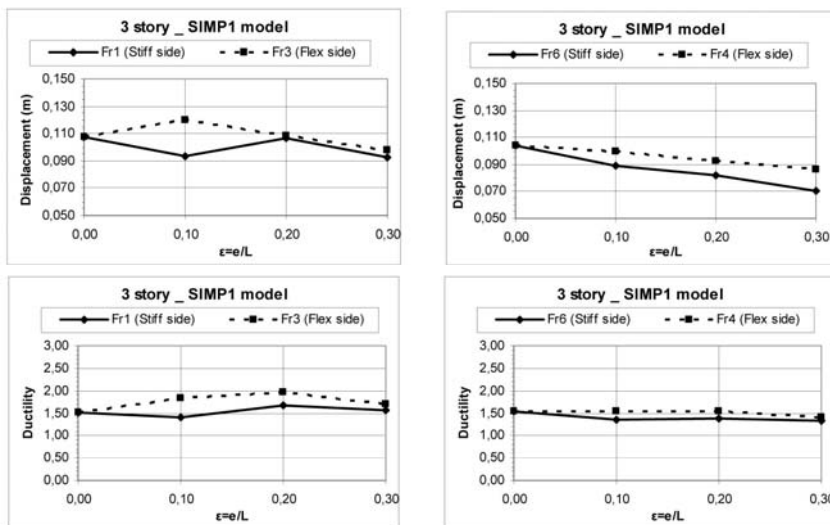 3 story _ SIMP1 model
Fr1 (Stiff side) Fr3 (Flex side)
Displacement (m)
0,150
0,130
0,110
0,090
0,070
0,050
0,00 0,10 0,20 0,30
ε=e/L
3 story _ SIMP1 model
Fr6 (Stiff side) Fr4 (Flex side)
Displacement (m)
0,150
0,130
0,110
0,090
0,070
0,050
0,00 0,10 0,20 0,30
ε=e/L
3 story _ SIMP1 model
Fr1 (Stiff side) Fr3 (Flex side)
Ductility
3,00
2,50
2,00
1,50
1,00
0,50
0,00
0,00 0,10 0,20 0,30
ε=e/L
3 story _ SIMP1 model
Fr6 (Stiff side) Fr4 (Flex side)
Ductility
3,00
2,50
2,00
1,50
1,00
0,50
0,00
0,00 0,10 0,20 0,30
ε=e/L